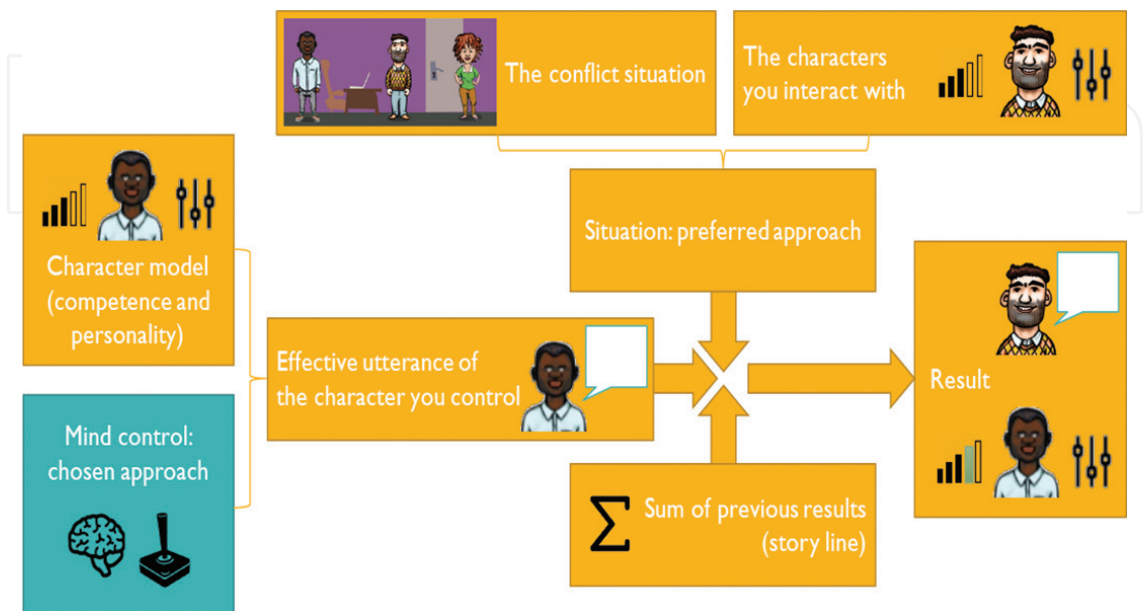 The conflict situation
The characters
you interact with
Character model
(competence and
personality)
Situation: preferred approach
Effective utterance of
the character you control
Result
Mind control:
chosen approach
Σ
Sum of previous results
(story line)